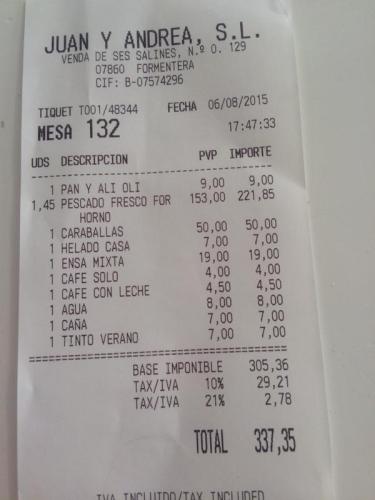 JUAN Y ANDREA, S.L.
VENDA DE SES SALINES, N.º 0. 129
07860 FORMENTERA
CIF: B-07574296
TIQUET T001/48344 FECHA 06/08/2015
MESA 132 17:47:33
UDS DESCRIPCION PVP IMPORTE
1 PAN Y ALI OLI 9,00 9,00
1,45 PESCADO FRESCO FOR 153,00 221,85
HORNO
1 CARABALLAS 50,00 50,00
1 HELADO CASA 7,00 7,00
1 ENSA MIXTA 19,00 19,00
1 CAFE SOLO 4,00 4,00
1 CAFE CON LECHE 4,50 4,50
1 AGUA 8,00 8,00
1 CAÑA 7,00 7,00
1 TINTO VERANO 7,00 7,00
BASE IMPONIBLE 305,36
TAX/IVA 10% 29,21
TAX/IVA 21% 2,78
TOTAL 337,35
IVA INCLUIDO/TAX INCLUDED